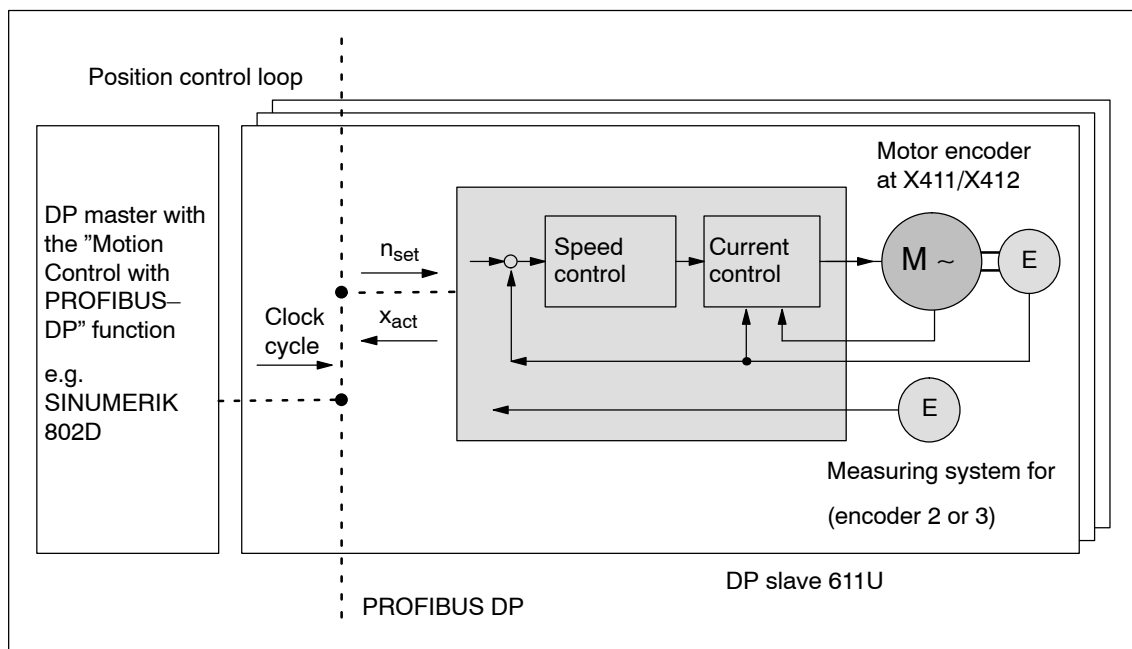 Position control loop
DP master with
the ”Motion
Control with
PROFIBUS–
DP” function
e.g.
SINUMERIK
802D
Clock
cycle
nset
xact
Speed
control
Current
control
Motor encoder
at X411/X412
M ~
E
E
Measuring system for
(encoder 2 or 3)
DP slave 611U
PROFIBUS DP